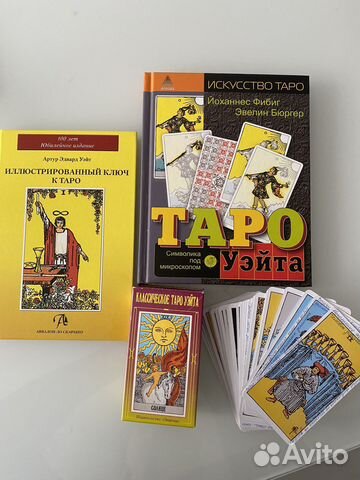 100 лет
Юбилейное издание
Артур Эдвард Уэйт
ИЛЛЮСТРИРОВАННЫЙ КЛЮЧ
К ТАРО
АВВАЛОН-ЛО СКАРАБЕО
ИСКУССТВО ТАРО
Йоханнес Фибиг
Эвелин Бюргер
ТАРО
Уэйта
Символика
под
микроскопом
КЛАССИЧЕСКОЕ ТАРО УЭЙТА
СОЛНЦЕ
Avito